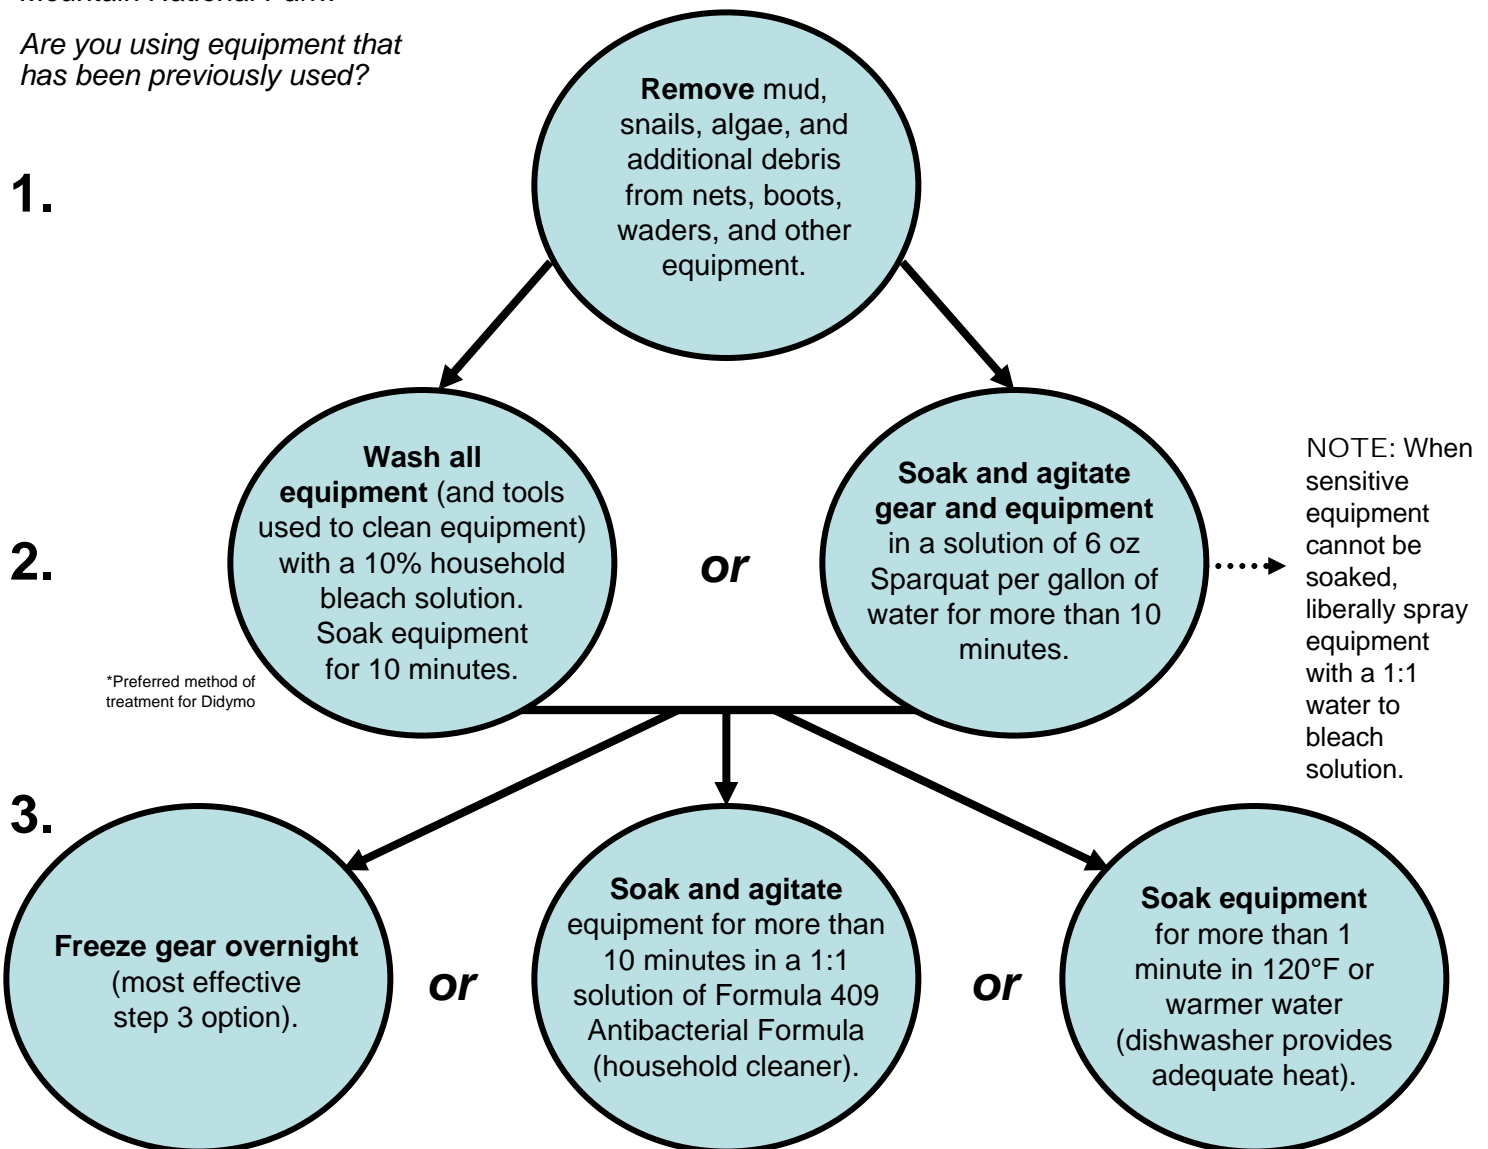 Are you using equipment that
has been previously used?
1.
Remove mud,
snails, algae, and
additional debris
from nets, boots,
waders, and other
equipment.
2.
Wash all
equipment (and tools
used to clean equipment)
with a 10% household
bleach solution.
Soak equipment
for 10 minutes.
*Preferred method of
treatment for Didymo
or
Soak and agitate
gear and equipment
in a solution of 6 oz
Sparquat per gallon of
water for more than 10
minutes.
NOTE: When
sensitive
equipment
cannot be
soaked,
liberally spray
equipment
with a 1:1
water to
bleach
solution.
3.
Freeze gear overnight
(most effective
step 3 option).
or
Soak and agitate
equipment for more than
10 minutes in a 1:1
solution of Formula 409
Antibacterial Formula
(household cleaner).
or
Soak equipment
for more than 1
minute in 120°F or
warmer water
(dishwasher provides
adequate heat).